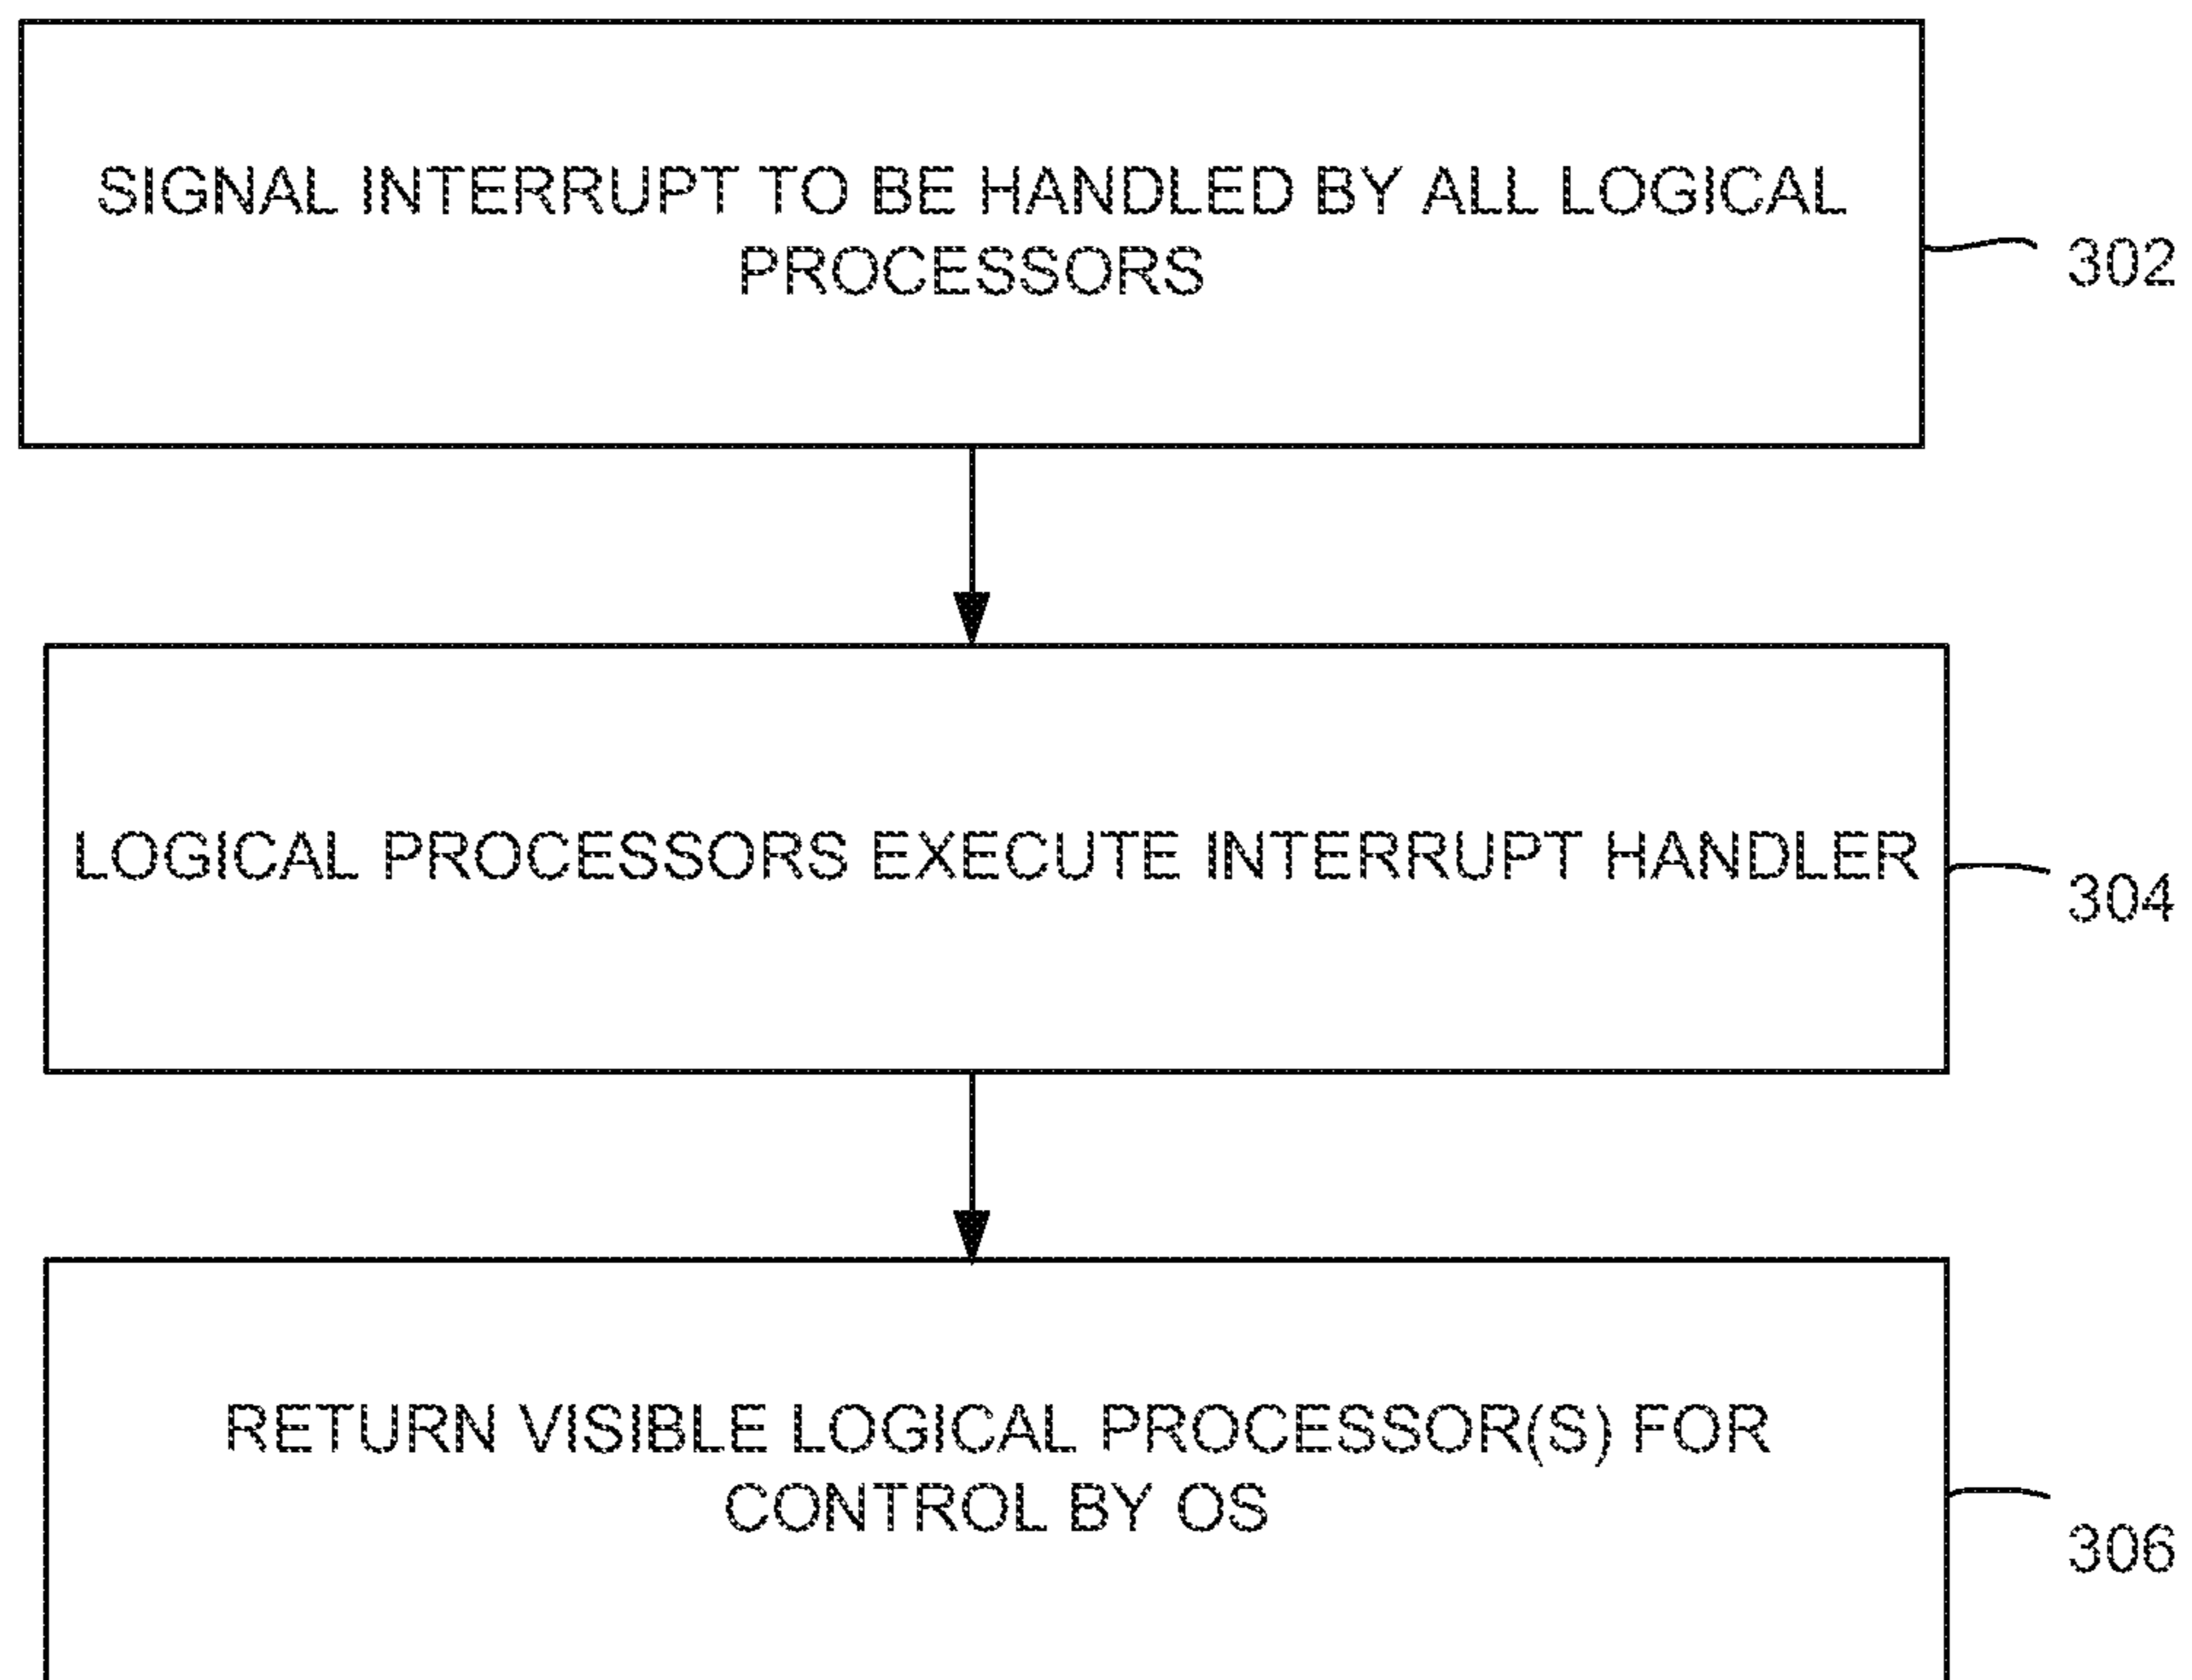 SIGNAL INTERRUPT TO BE HANDLED BY ALL LOGICAL
PROCESSORS
302
LOGICAL PROCESSORS EXECUTE INTERRUPT HANDLER
304
RETURN VISIBLE LOGICAL PROCESSOR(S) FOR
CONTROL BY OS
306